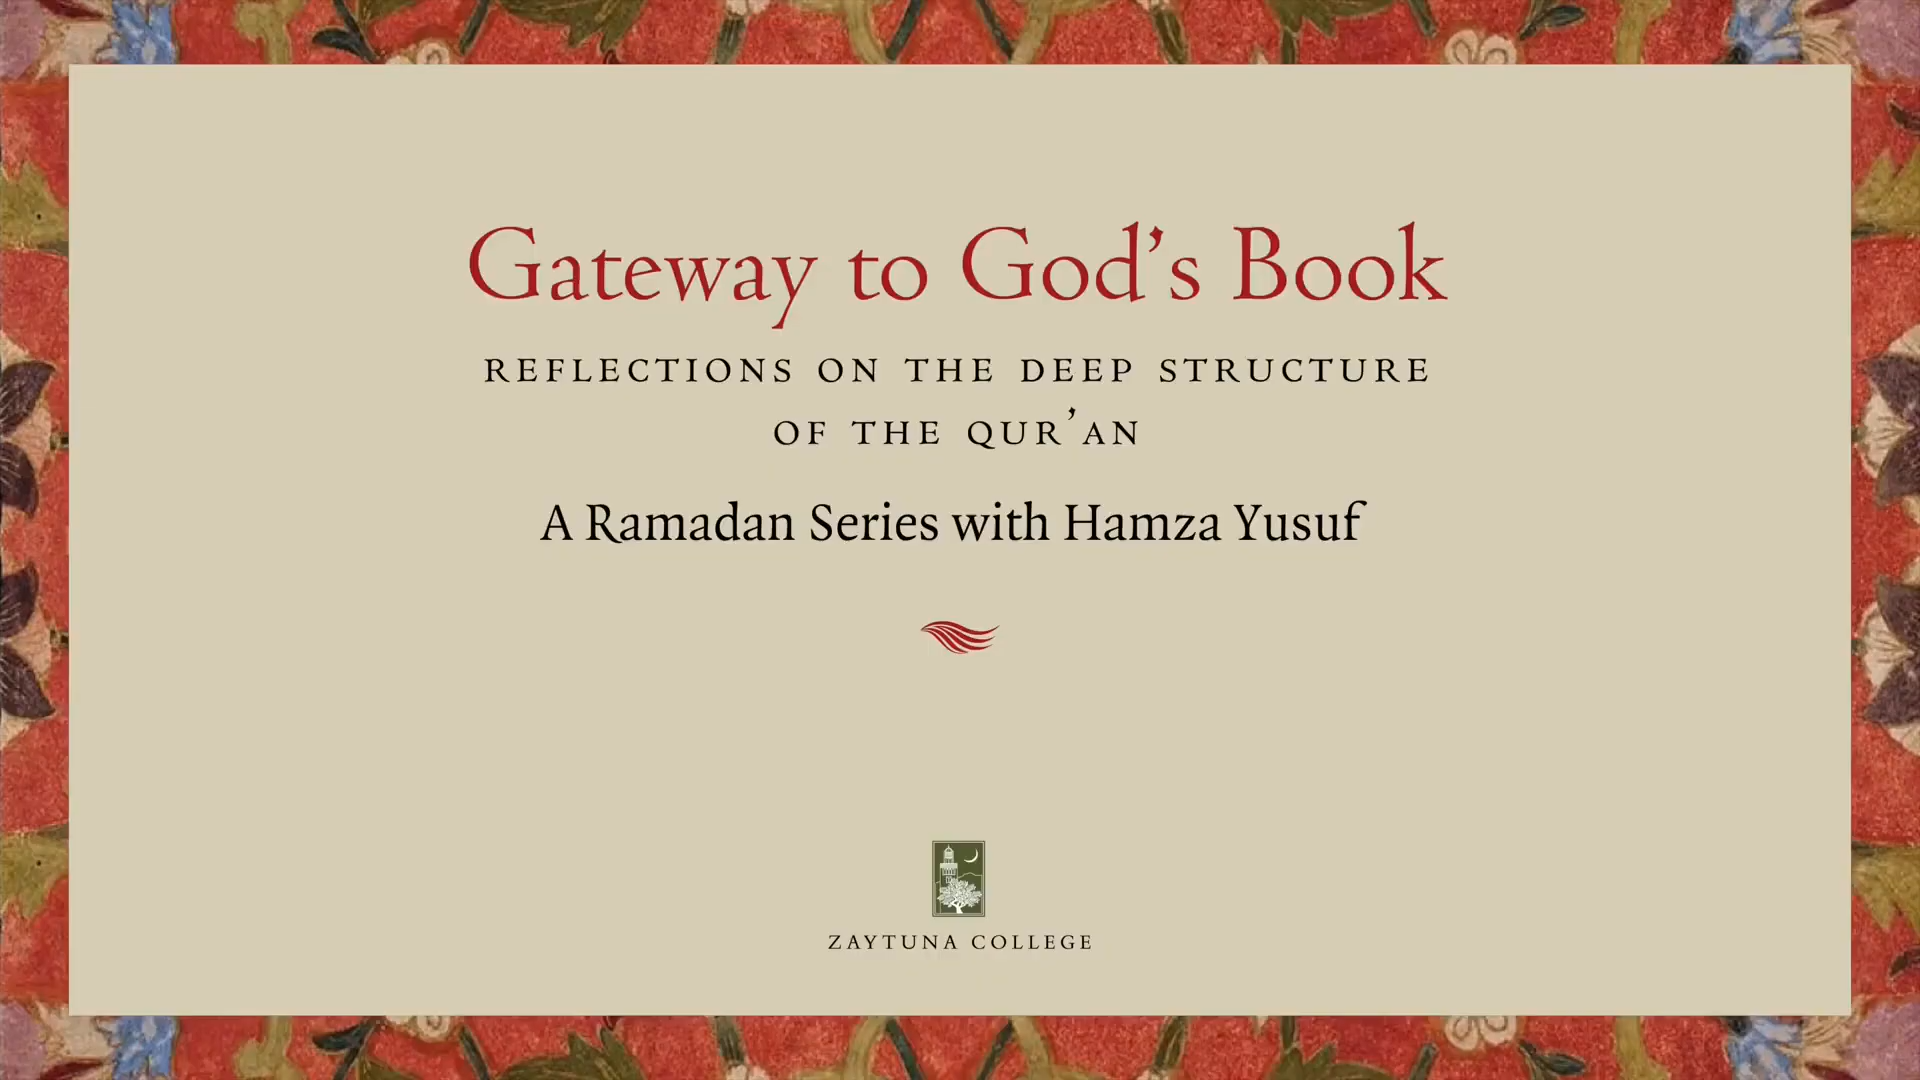 Gateway to God’s Book
REFLECTIONS ON THE DEEP STRUCTURE
OF THE QUR’AN
A Ramadan Series with Hamza Yusuf
ZAYTUNA COLLEGE